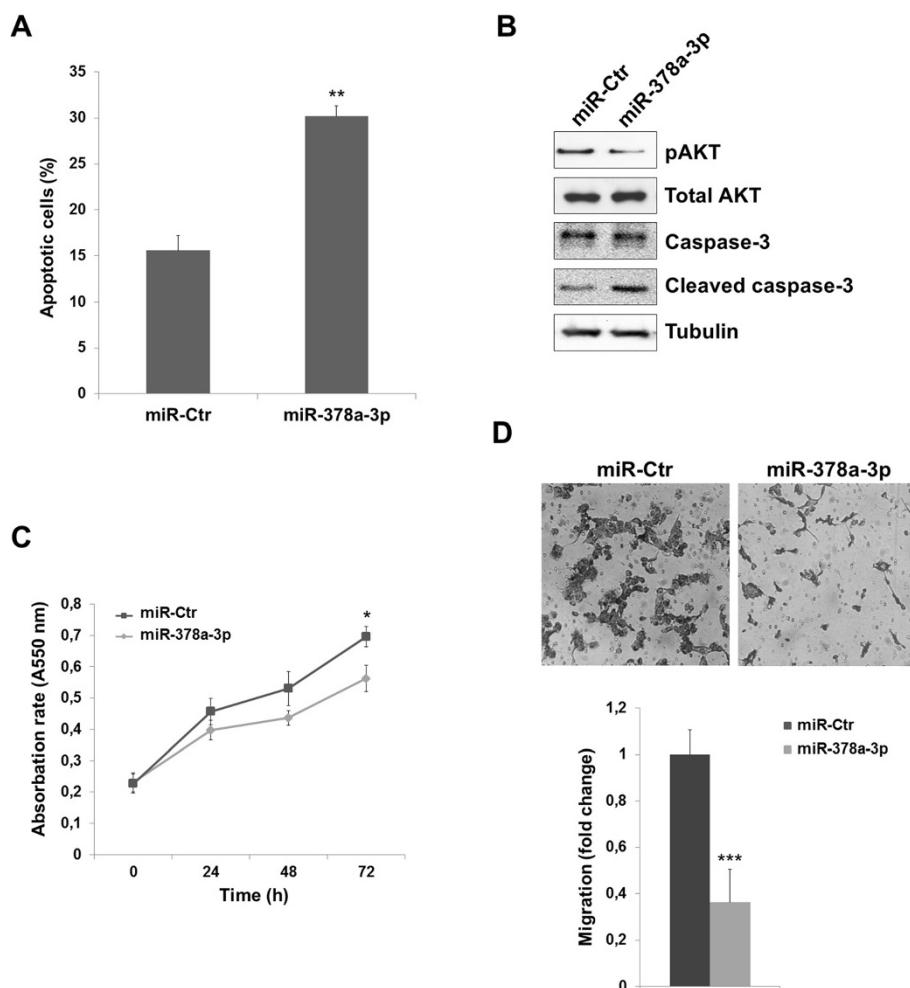 A
Apoptotic cells (%)
35
30
25
20
15
10
5
0
**
miR-Ctr
miR-378a-3p
B
miR-Ctr
miR-378a-3p
pAKT
Total AKT
Caspase-3
Cleaved caspase-3
Tubulin
C
Absorbation rate (A550 nm)
0,8
0,7
0,6
0,5
0,4
0,3
0,2
0,1
0
miR-Ctr
miR-378a-3p
*
0 24 48 72
Time (h)
D
miR-Ctr miR-378a-3p
Migration (fold change)
1,2
1
0,8
0,6
0,4
0,2
0
miR-Ctr
miR-378a-3p
***